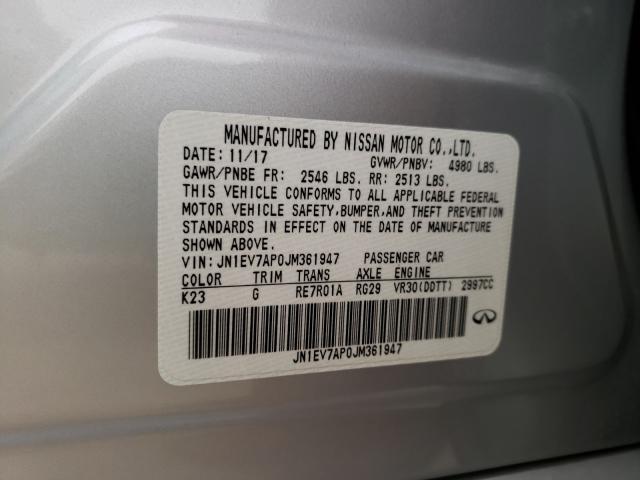 MANUFACTURED BY NISSAN MOTOR CO.,LTD.
DATE: 11/17 GVWR/PNBV: 4980 LBS.
GAWR/PNBE FR: 2546 LBS. RR: 2513 LBS.
THIS VEHICLE CONFORMS TO ALL APPLICABLE FEDERAL
MOTOR VEHICLE SAFETY,BUMPER,AND THEFT PREVENTION
STANDARDS IN EFFECT ON THE DATE OF MANUFACTURE
SHOWN ABOVE.
VIN: JN1EV7AP0JM361947 PASSENGER CAR
COLOR TRIM TRANS AXLE ENGINE
K23 G RE7R01A RG29 VR30(DDTT) 2997CC
JN1EV7AP0JM361947